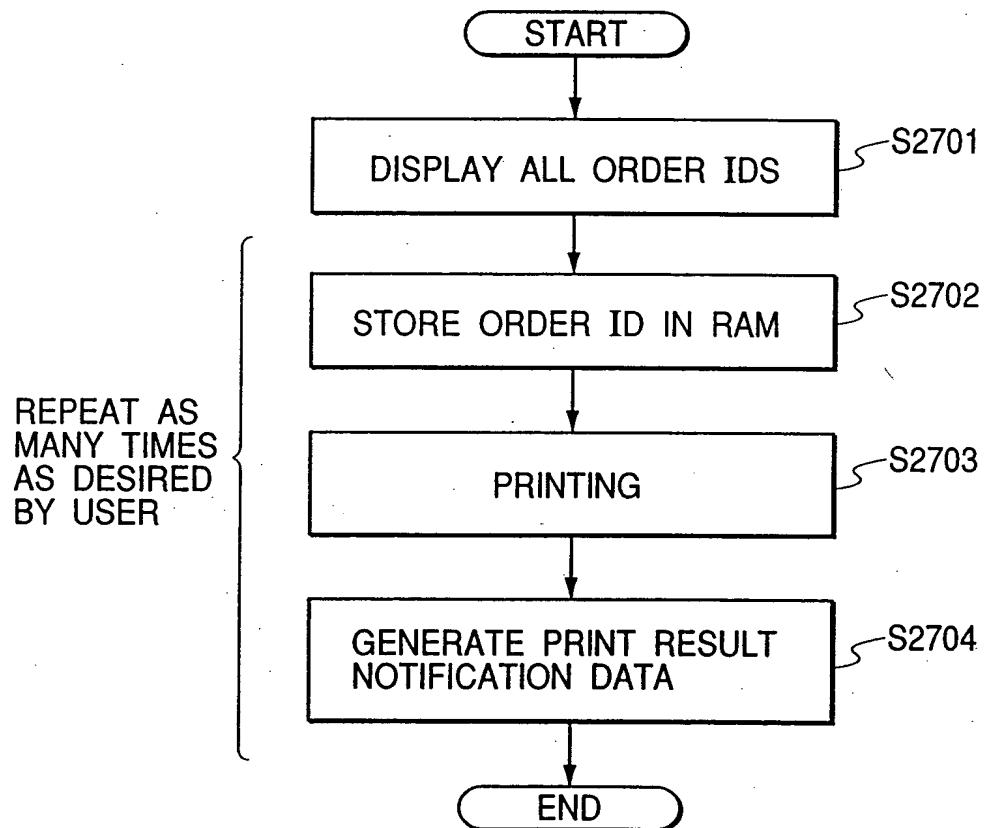 START
DISPLAY ALL ORDER IDS
S2701
STORE ORDER ID IN RAM
S2702
REPEAT AS
MANY TIMES
AS DESIRED
BY USER
PRINTING
S2703
GENERATE PRINT RESULT
NOTIFICATION DATA
S2704
END